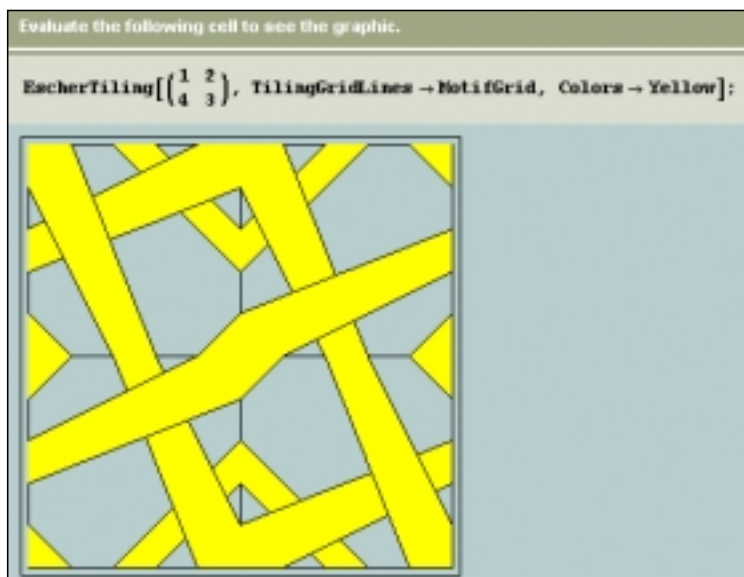 Evaluate the following cell to see the graphic.
EscherTiling[(1 2
4 3), TilingGridLines → MotifGrid, Colors → Yellow];